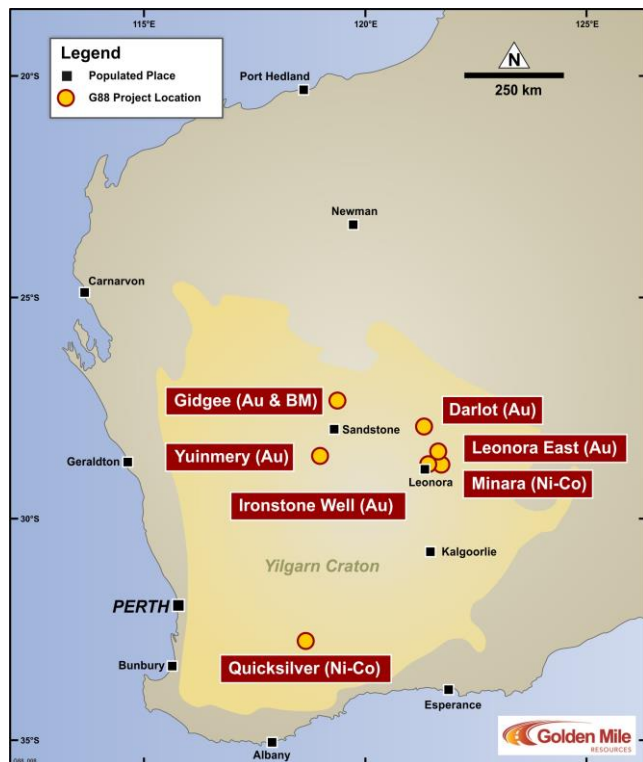 115°E
120°E
125°E
Legend
Populated Place
G88 Project Location
N
250 km
20°S
Port Hedland
Newman
25°S
Carnarvon
Gidgee (Au & BM)
Darlot (Au)
Sandstone
Leonora East (Au)
Yuinmery (Au)
Geraldton
Leonora
Minara (Ni-Co)
Ironstone Well (Au)
30°S
Kalgoorlie
Yilgarn Craton
PERTH
Bunbury
Quicksilver (Ni-Co)
Esperance
35°S
Albany
Golden Mile
RESOURCES